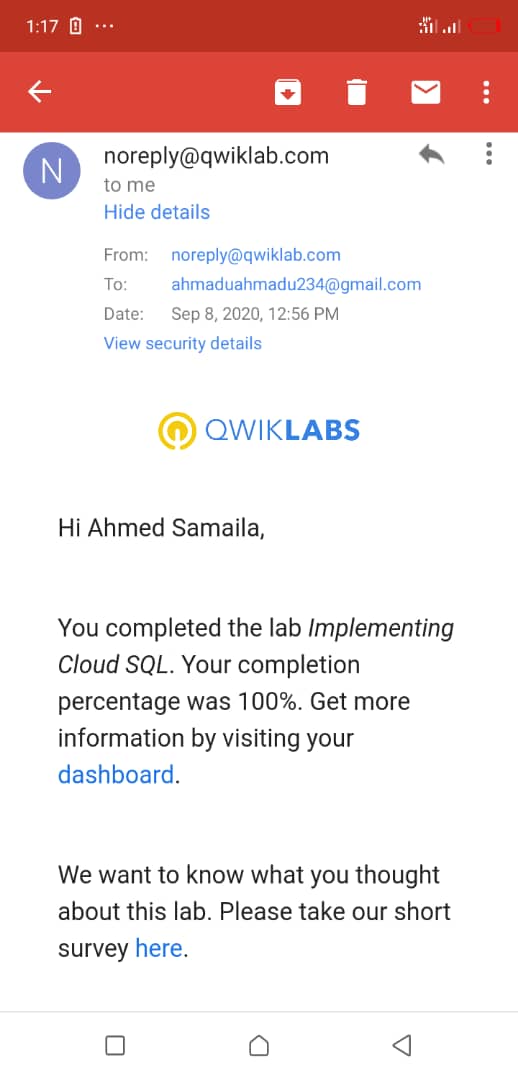 1:17 ...
N
noreply@qwiklab.com
to me
Hide details
From: noreply@qwiklab.com
To: ahmaduahmadu234@gmail.com
Date: Sep 8, 2020, 12:56 PM
View security details
QWIKLABS
Hi Ahmed Samaila,
You completed the lab Implementing
Cloud SQL. Your completion
percentage was 100%. Get more
information by visiting your
dashboard.
We want to know what you thought
about this lab. Please take our short
survey here.